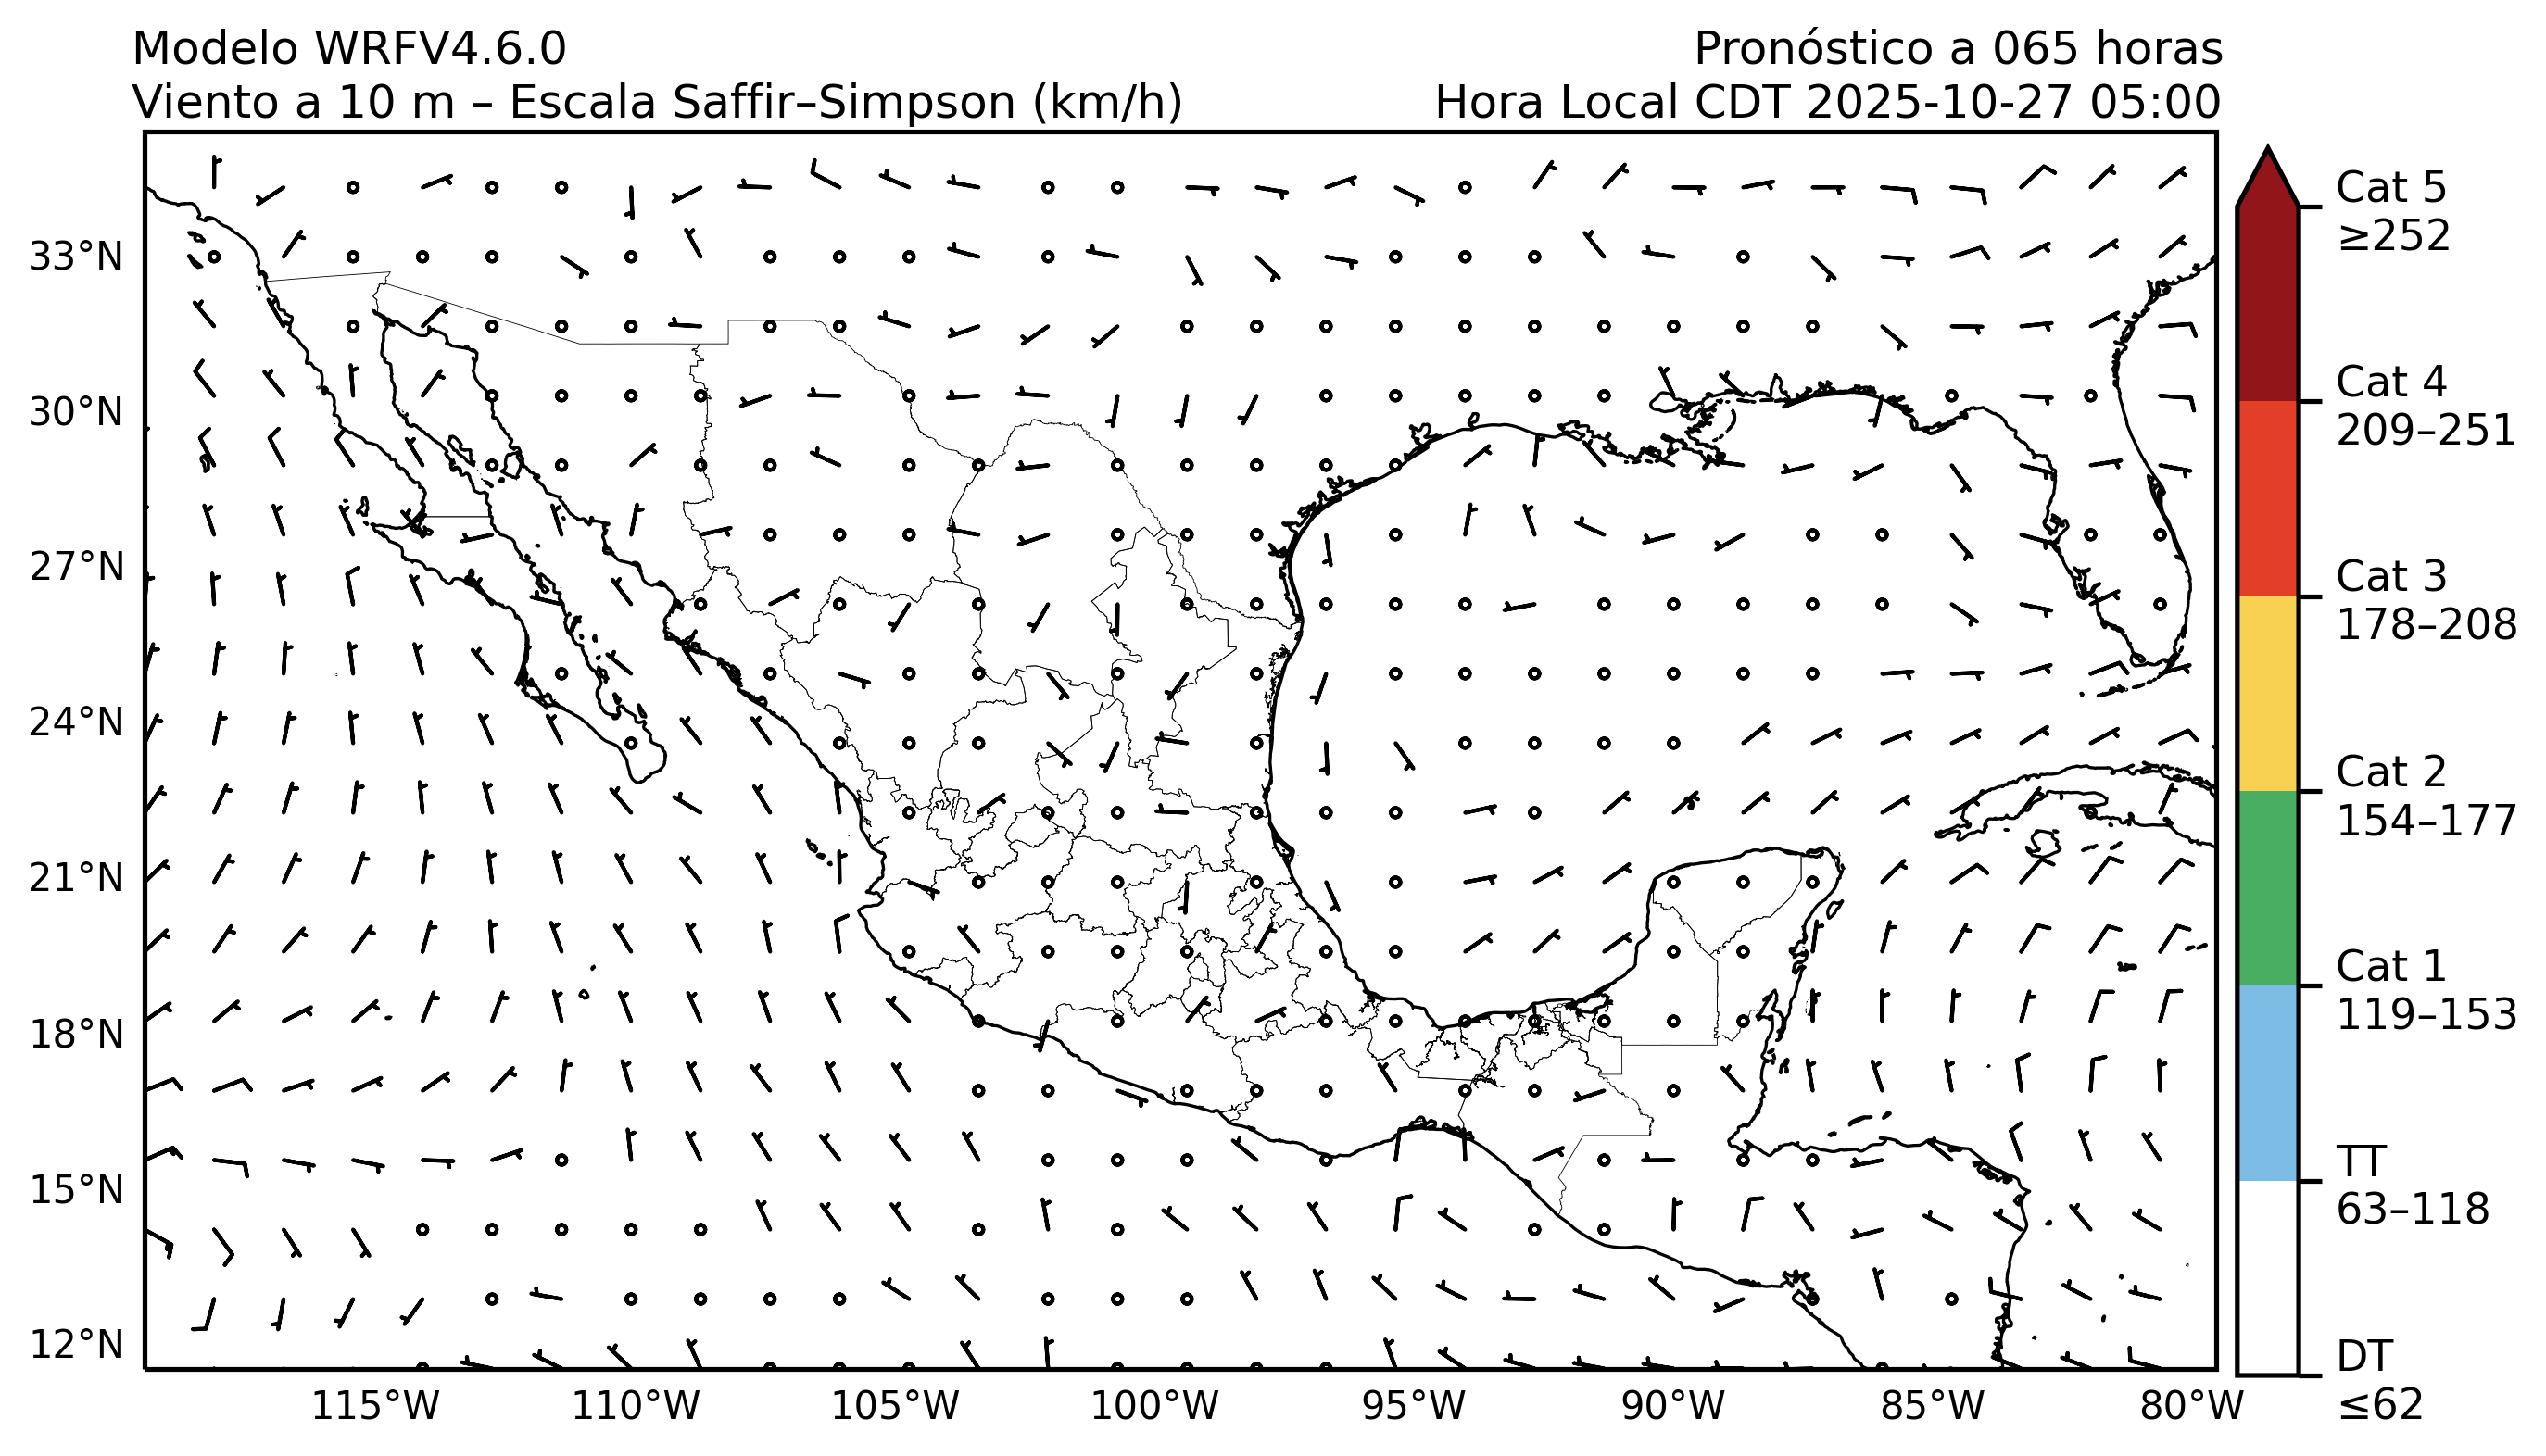 Modelo WRFV4.6.0
Pronóstico a 065 horas
Viento a 10 m – Escala Saffir–Simpson (km/h)
Hora Local CDT 2025-10-27 05:00
33°N
30°N
27°N
24°N
21°N
18°N
15°N
12°N
115°W
110°W
105°W
100°W
95°W
90°W
85°W
80°W
Cat 5
≥252
Cat 4
209–251
Cat 3
178–208
Cat 2
154–177
Cat 1
119–153
TT
63–118
DT
≤62